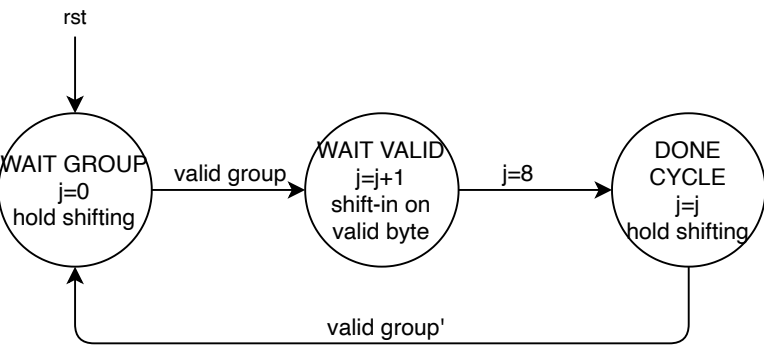 rst
WAIT GROUP
j=0
hold shifting
valid group
WAIT VALID
j=j+1
shift-in on
valid byte
j=8
DONE
CYCLE
j=j
hold shifting
valid group'